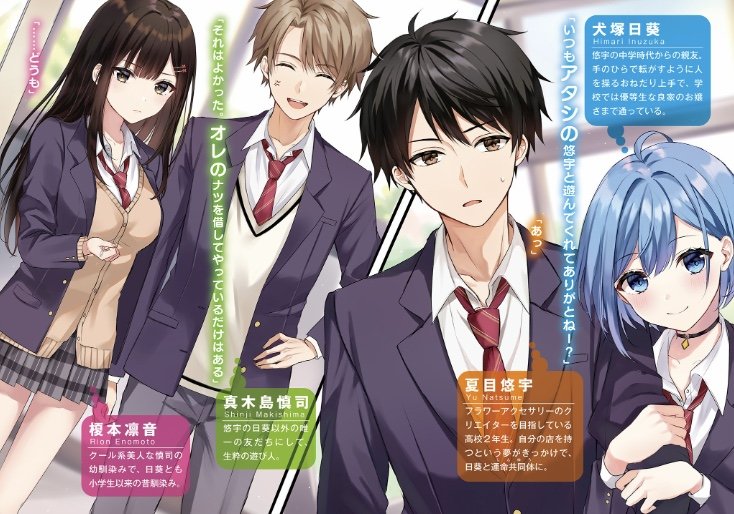 犬塚日葵
Himari Inuzuka
悠宇の中学時代からの親友。
手のひらで転がすように人
を操るおねだり上手で、学
校では優等生な良家のお嬢
さまで通っている。
「いつもアタシの悠宇と遊んでくれてありがとねー？」
「あっ」
夏目悠宇
Yu Natsume
フラワーアクセサリーのク
リエイターを目指している
高校2年生。自分の店を持
つという夢がきっかけで、
日葵と運命共同体に。
「それはよかった。オレのナツを借してやっているだけはある」
真木島慎司
Shinji Makishima
悠宇の日葵以外の唯
一の友だちにして、
生粋の遊び人。
「……どうも」
榎本凛音
Rion Enomoto
クール系美人な慎司の
幼馴染みで、日葵とも
小学生以来の昔馴染み。